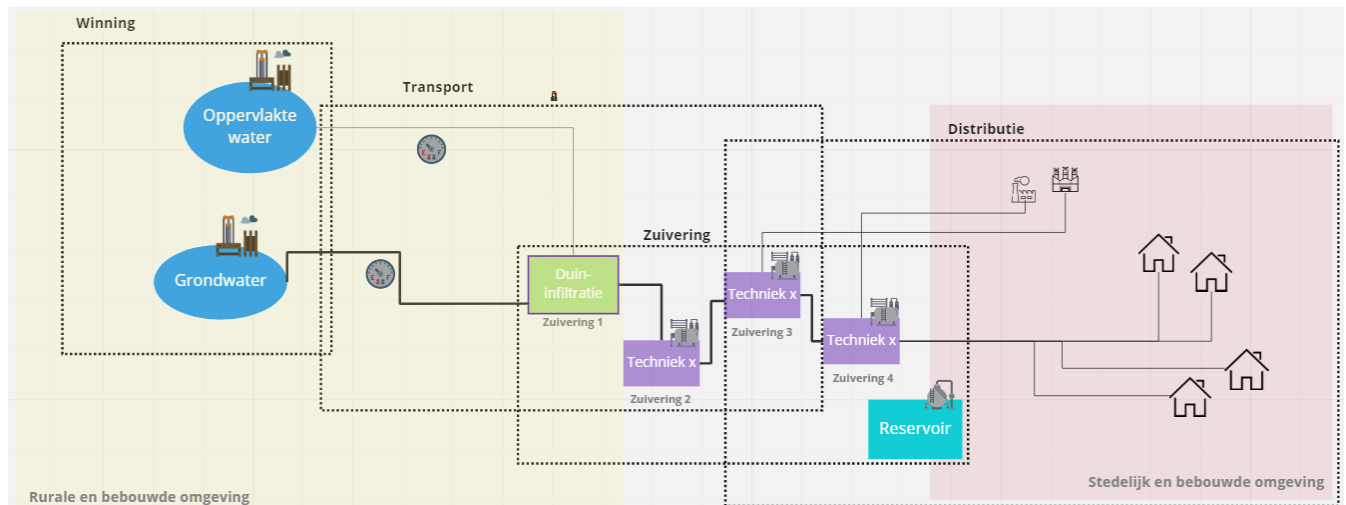 Winning
Oppervlakte
water
Transport
Distributie
Zuivering
Grondwater
Duin-
infiltratie
Zuivering 1
Techniek x
Zuivering 2
Techniek x
Zuivering 3
Techniek x
Zuivering 4
Reservoir
Rurale en bebouwde omgeving
Stedelijk en bebouwde omgeving